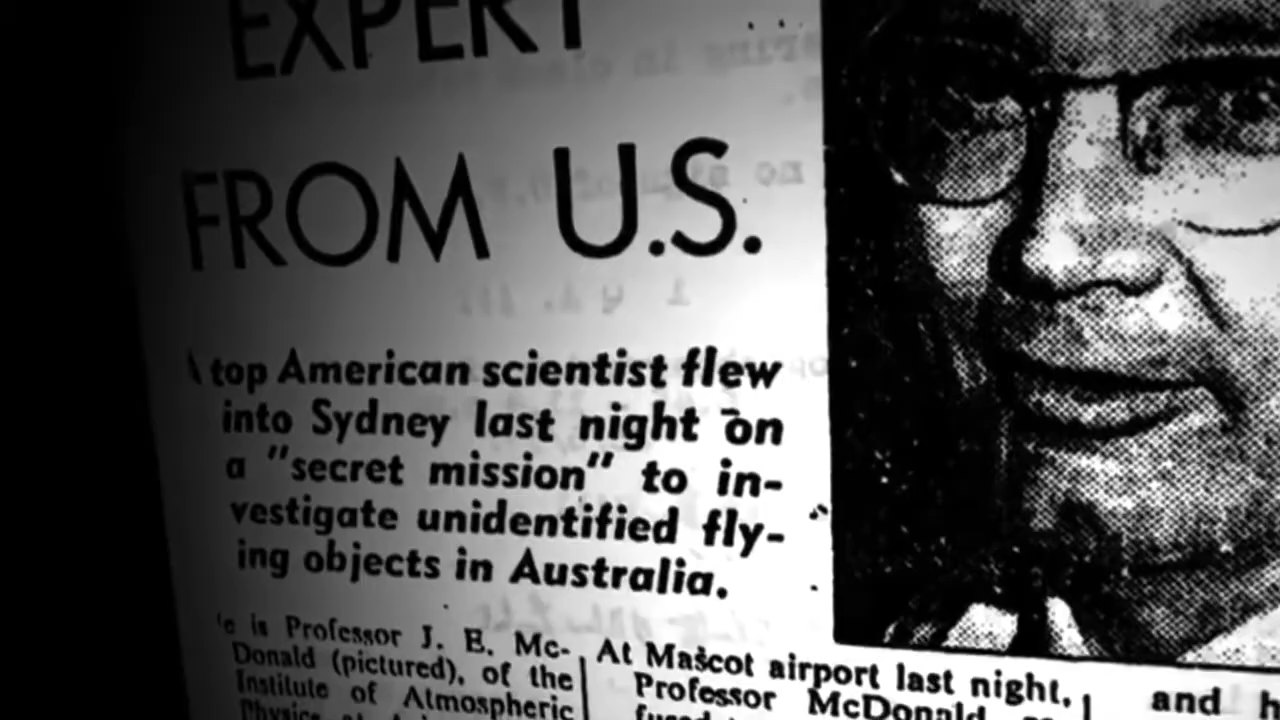 EXPERT
FROM U.S.
A top American scientist flew
into Sydney last night on
a "secret mission" to in-
vestigate unidentified fly-
ing objects in Australia.
is Professor J. E. Mc-
Donald (pictured), of the
Institute of Atmospheric
Physics
At Mascot airport last night,
Professor McDonald
and